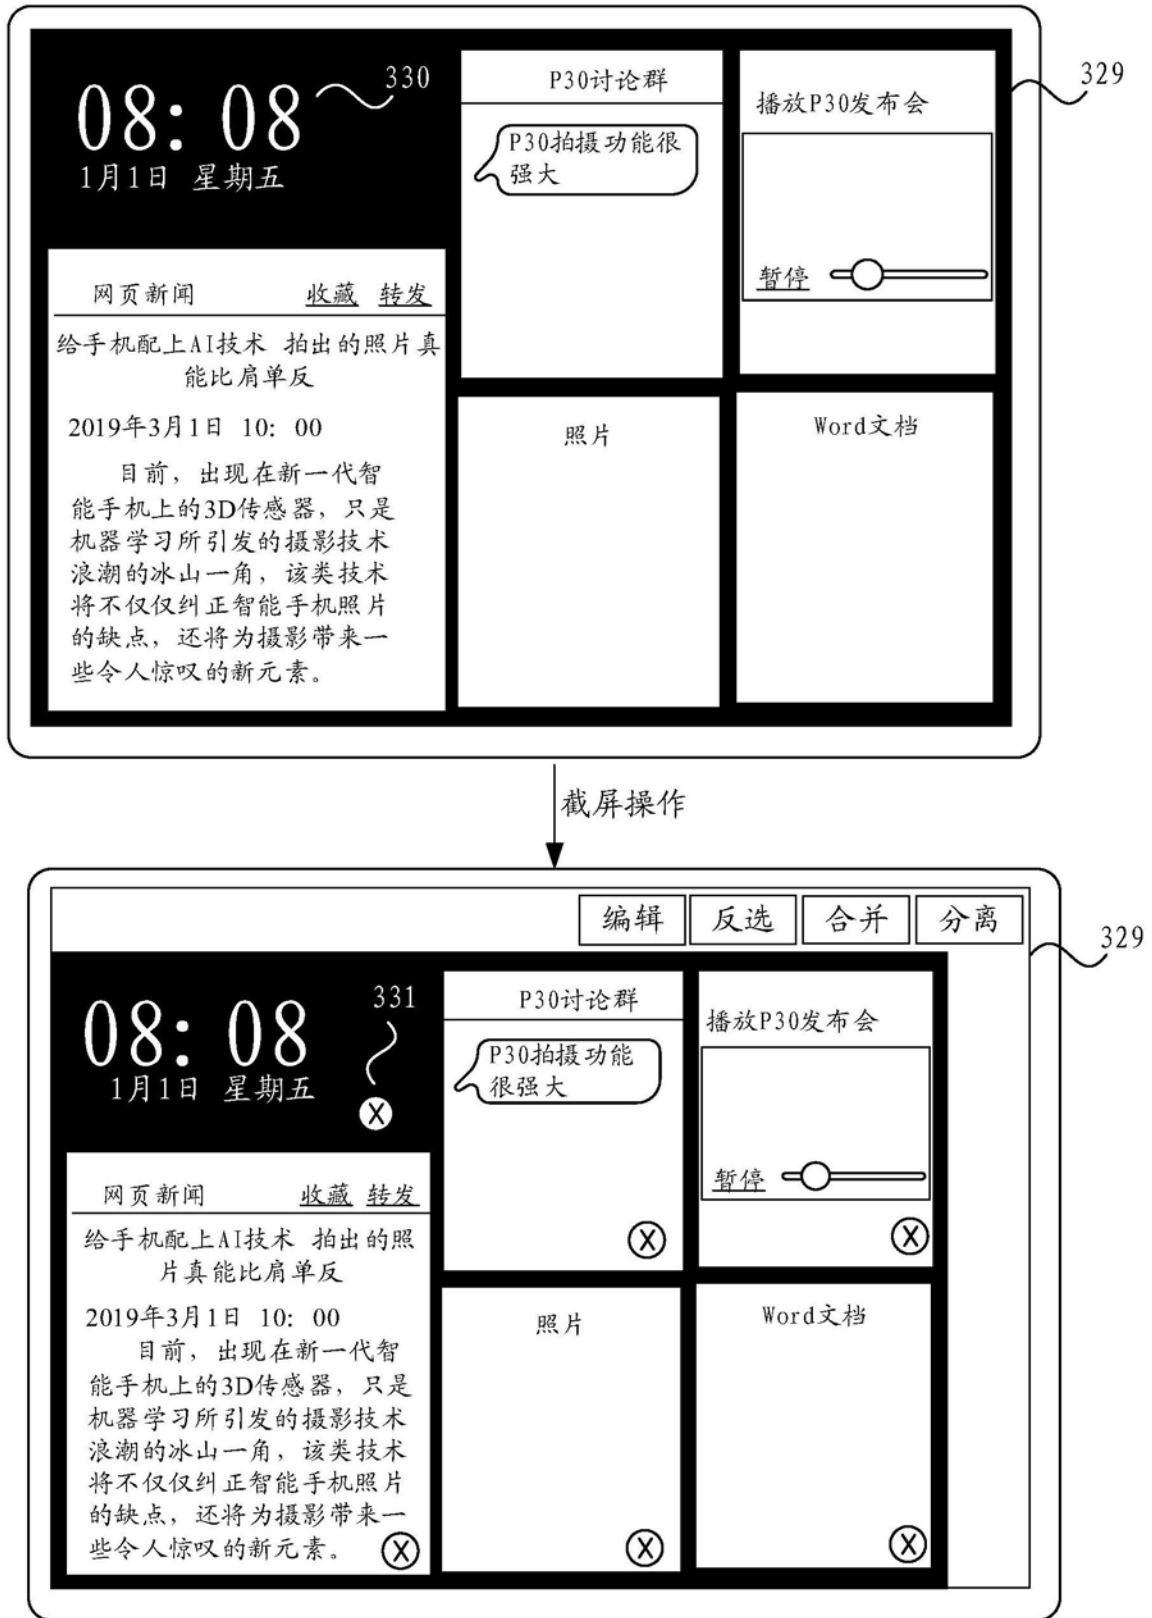 08: 08
330
1月1日 星期五
P30讨论群
P30拍摄功能很
强大
播放P30发布会
暂停
329
网页新闻 收藏 转发
给手机配上AI技术 拍出的照片真
能比肩单反
2019年3月1日 10: 00
目前，出现在新一代智
能手机上的3D传感器，只是
机器学习所引发的摄影技术
浪潮的冰山一角，该类技术
将不仅仅纠正智能手机照片
的缺点，还将为摄影带来一
些令人惊叹的新元素。
照片
Word文档
截屏操作
编辑 反选 合并 分离
329
08: 08
331
1月1日 星期五
X
P30讨论群
P30拍摄功能
很强大
X
播放P30发布会
暂停
X
网页新闻 收藏 转发
给手机配上AI技术 拍出的照
片真能比肩单反
2019年3月1日 10: 00
目前，出现在新一代智
能手机上的3D传感器，只是
机器学习所引发的摄影技术
浪潮的冰山一角，该类技术
将不仅仅纠正智能手机照片
的缺点，还将为摄影带来一
些令人惊叹的新元素。
X
照片
X
Word文档
X